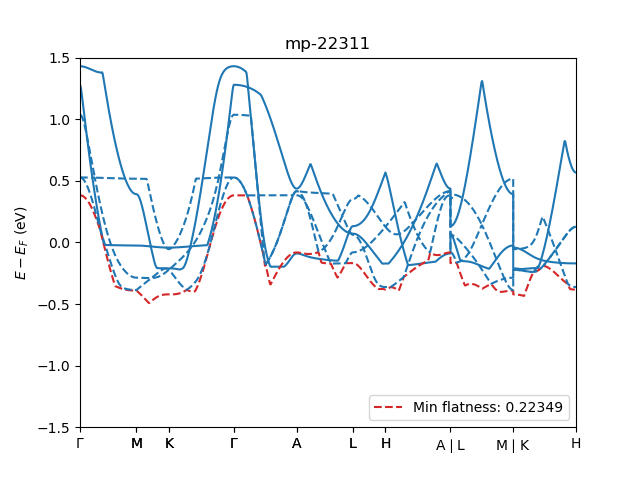 mp-22311
1.5
1.0
0.5
0.0
−0.5
−1.0
−1.5
E − E_F (eV)
Min flatness: 0.22349
Γ M K Γ A L H A | L M | K H